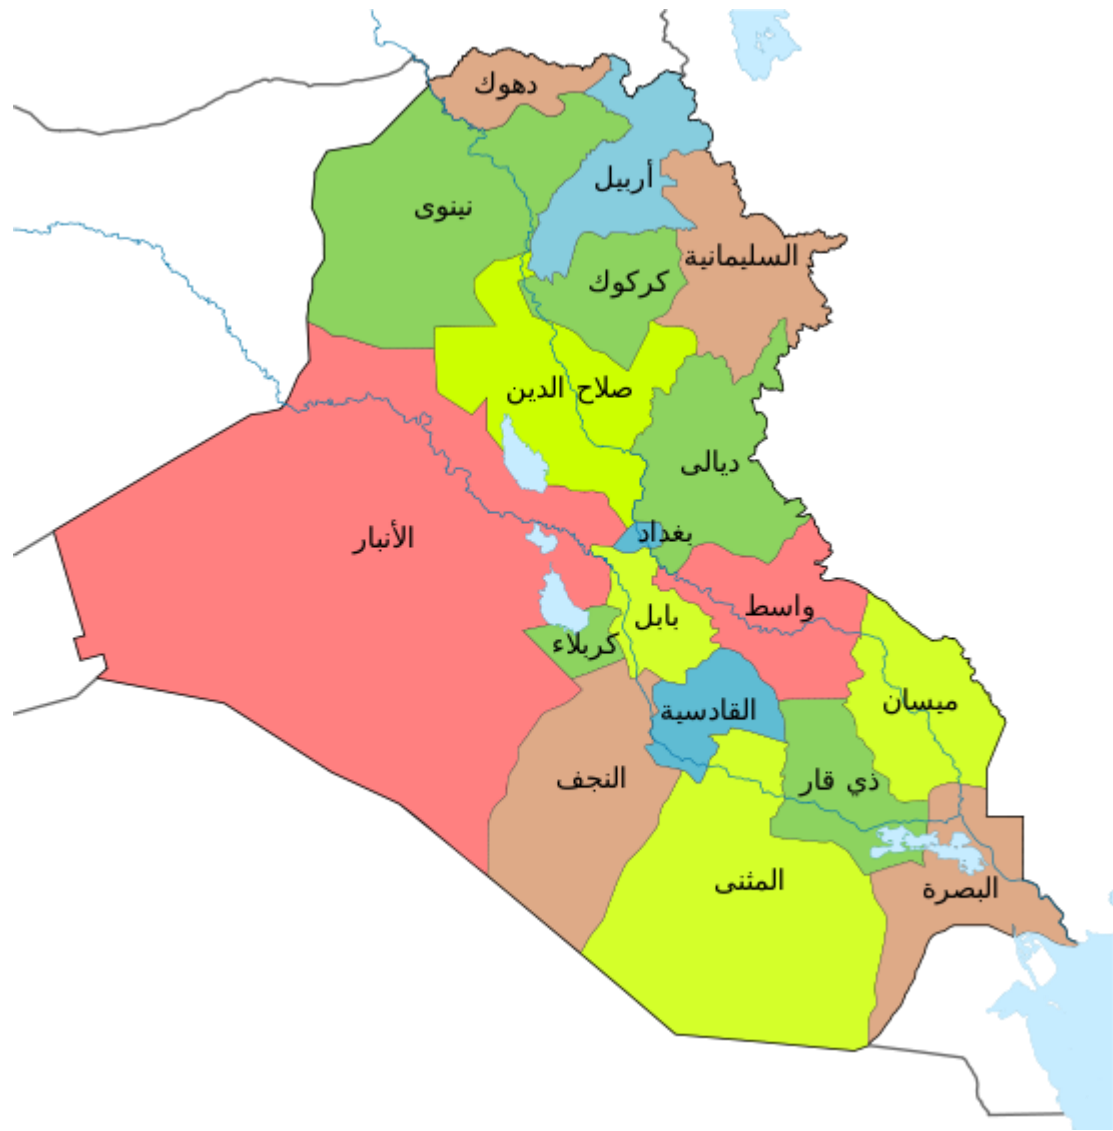 دهوك
أربيل
نينوى
السليمانية
كركوك
صلاح الدين
ديالى
بغداد
الأنبار
واسط
بابل
كربلاء
ميسان
القادسية
النجف
ذي قار
المثنى
البصرة